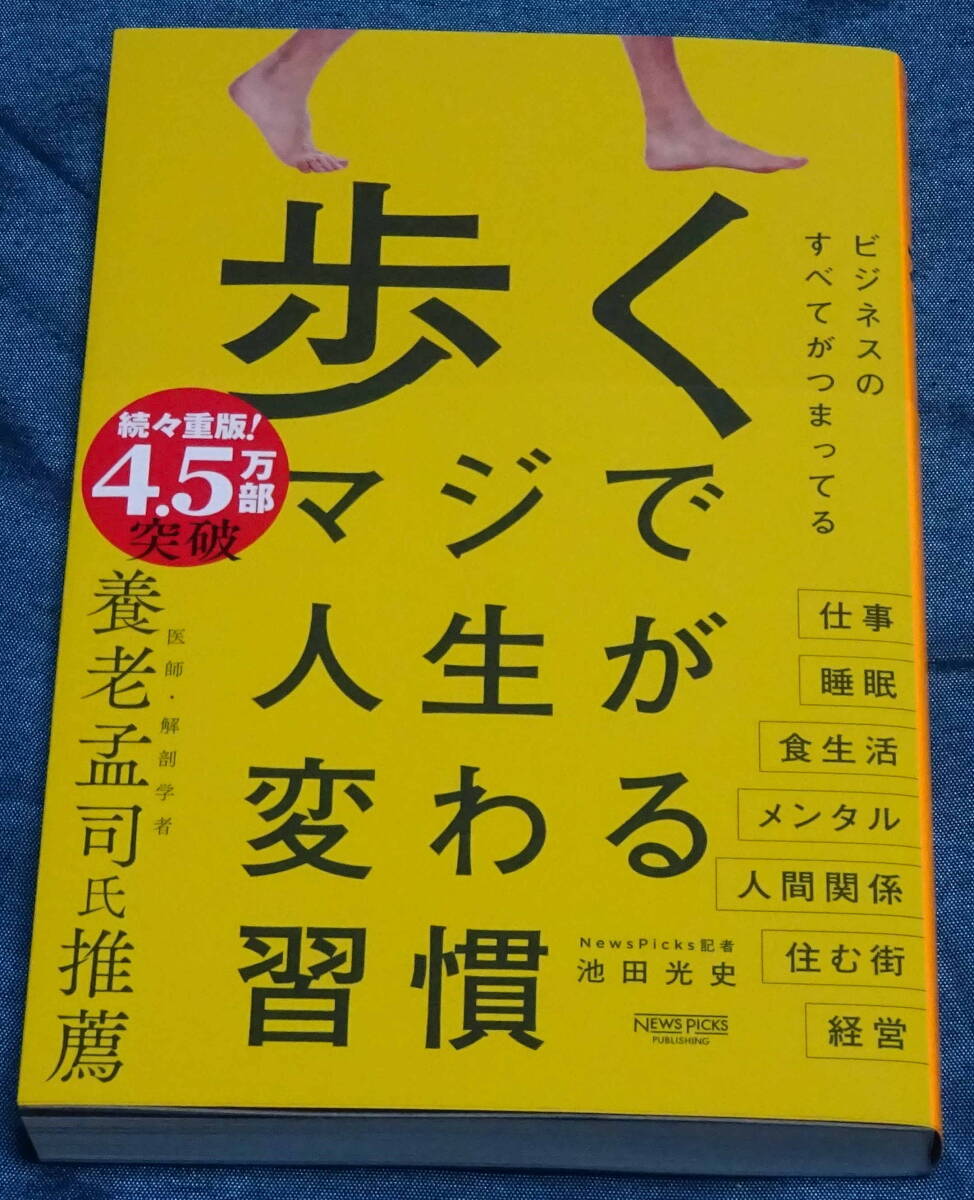 歩く
マジで
人生が
変わる
習慣
ビジネスの
すべてがつまってる
続々重版!
4.5万部
突破
医師・解剖学者
養老孟司氏推薦
仕事
睡眠
食生活
メンタル
人間関係
住む街
経営
NewsPicks記者
池田光史
NEWSPICKS
PUBLISHING